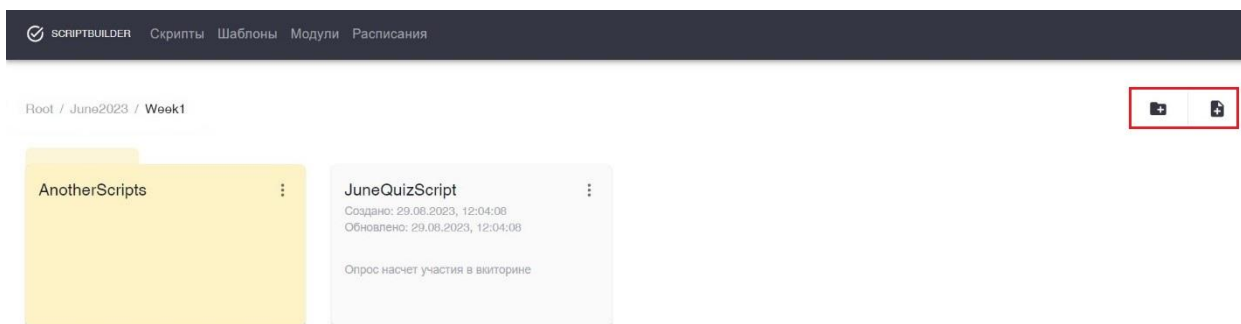 SCRIPTBUILDER Скрипты Шаблоны Модули Расписания
Root / June2023 / Week1
AnotherScripts
JuneQuizScript
Создано: 29.08.2023, 12:04:08
Обновлено: 29.08.2023, 12:04:08
Опрос насчет участия в вкиторине